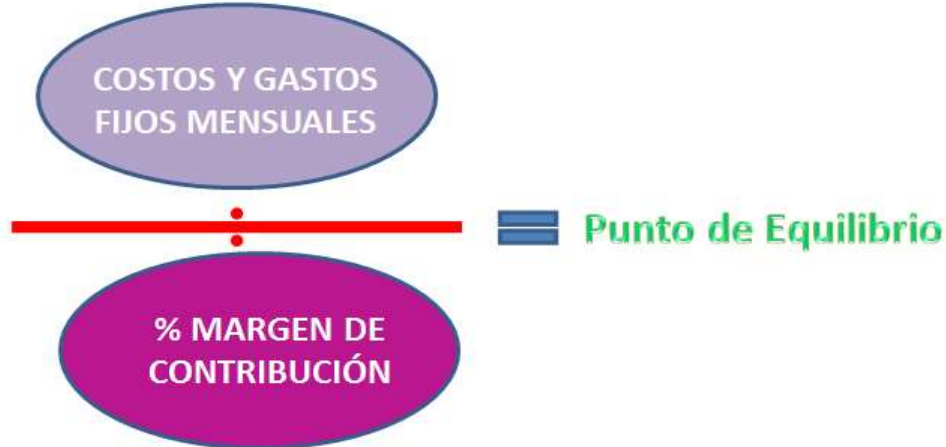 COSTOS Y GASTOS
FIJOS MENSUALES
Punto de Equilibrio
% MARGEN DE
CONTRIBUCIÓN